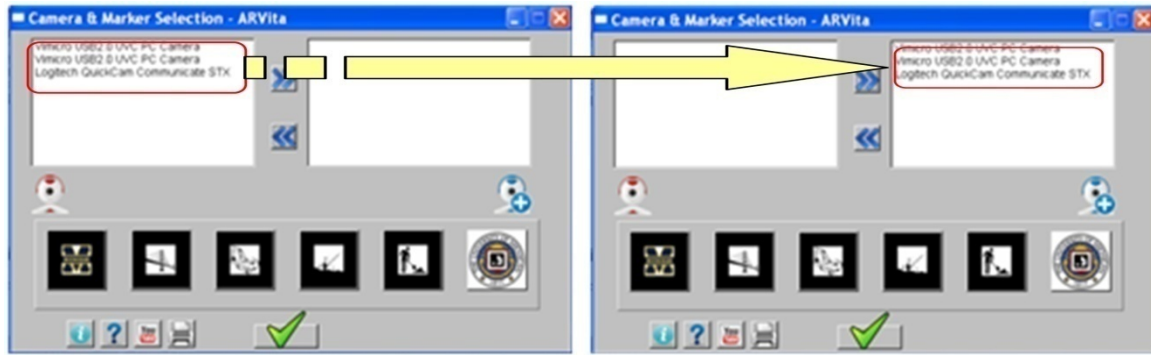 Camera & Marker Selection - ARVita
Vimicro USB2.0 UVC PC Camera
Vimicro USB2.0 UVC PC Camera
Logitech QuickCam Communicate STX
You
Camera & Marker Selection - ARVita
Vimicro USB2.0 UVC PC Camera
Vimicro USB2.0 UVC PC Camera
Logitech QuickCam Communicate STX
You